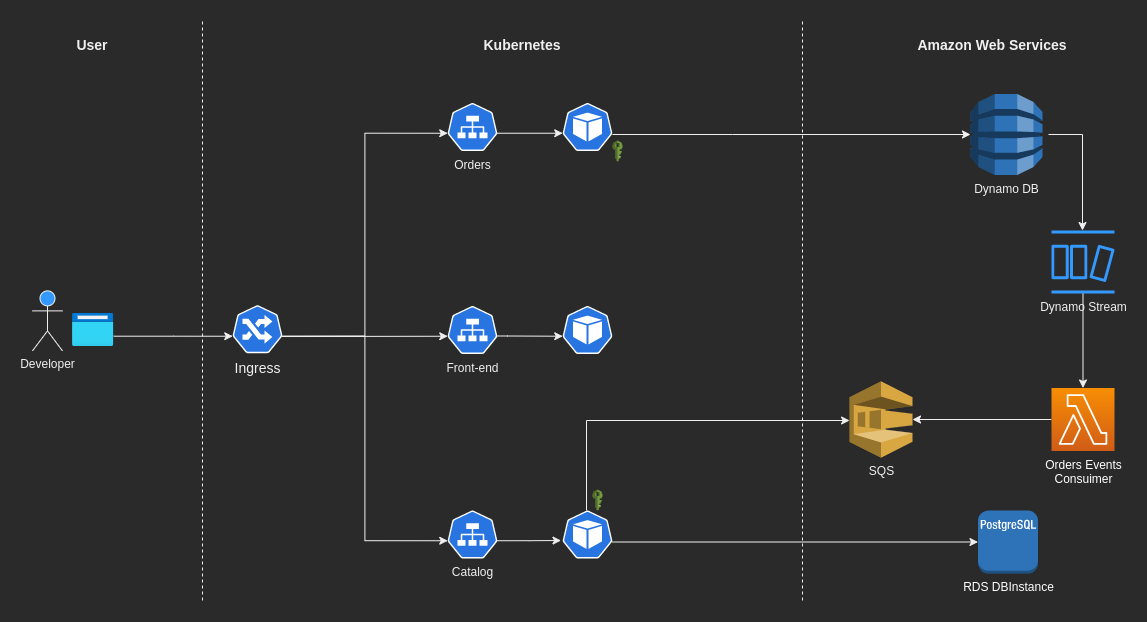 User
Kubernetes
Amazon Web Services
Orders
Dynamo DB
Dynamo Stream
Developer
Ingress
Front-end
SQS
Orders Events
Consuimer
Catalog
PostgreSQL
RDS DBInstance